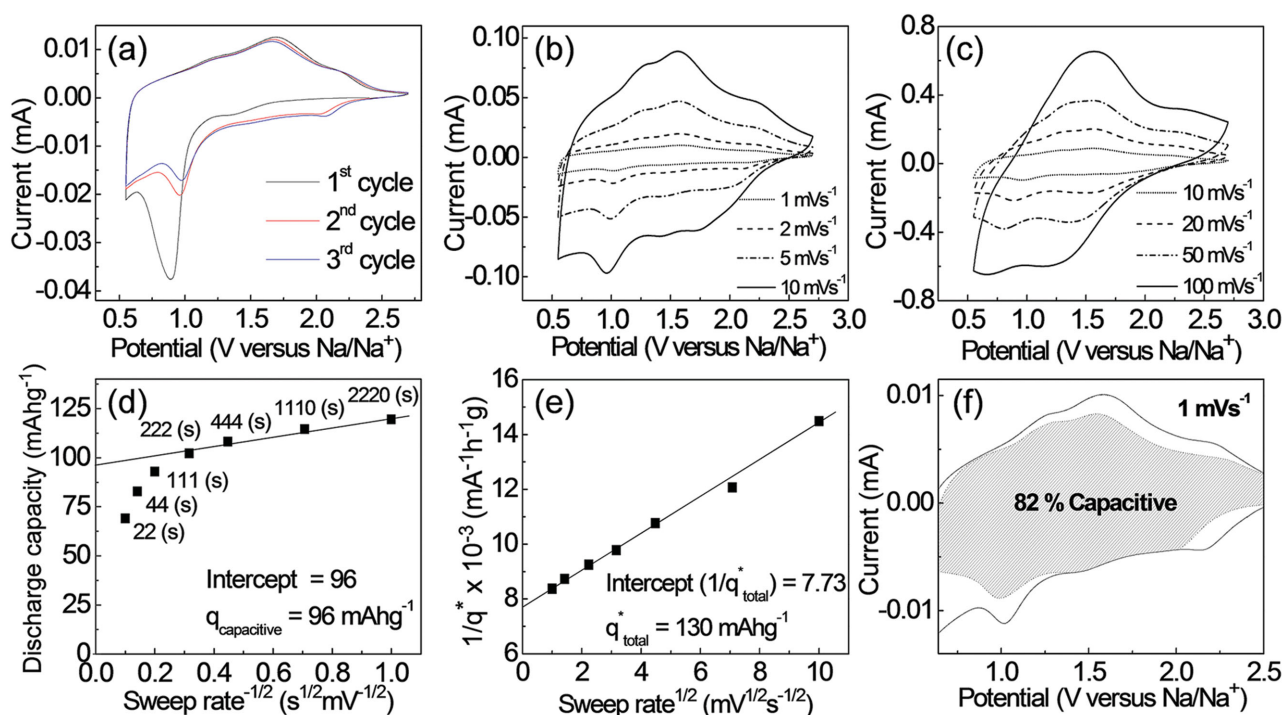 (a)
0.01
0.00
-0.01
-0.02
-0.03
-0.04
Current (mA)
1st cycle
2nd cycle
3rd cycle
0.5 1.0 1.5 2.0 2.5
Potential (V versus Na/Na+)
(b)
0.10
0.05
0.00
-0.05
-0.10
Current (mA)
1 mVs-1
2 mVs-1
5 mVs-1
10 mVs-1
0.5 1.0 1.5 2.0 2.5 3.0
Potential (V versus Na/Na+)
(c)
0.8
0.4
0.0
-0.4
-0.8
Current (mA)
10 mVs-1
20 mVs-1
50 mVs-1
100 mVs-1
0.5 1.0 1.5 2.0 2.5 3.0
Potential (V versus Na/Na+)
(d)
125
100
75
50
25
0
Discharge capacity (mAhg-1)
2220 (s)
1110 (s)
444 (s)
222 (s)
111 (s)
44 (s)
22 (s)
Intercept = 96
qcapacitive = 96 mAhg-1
0.0 0.2 0.4 0.6 0.8 1.0
Sweep rate-1/2 (s1/2mV-1/2)
(e)
16
14
12
10
8
6
1/q* x 10-3 (mA-1h-1g)
Intercept (1/q*total) = 7.73
q*total = 130 mAhg-1
0 2 4 6 8 10
Sweep rate1/2 (mV1/2s-1/2)
(f)
0.01
0.00
-0.01
Current (mA)
1 mVs-1
82 % Capacitive
1.0 1.5 2.0 2.5
Potential (V versus Na/Na+)